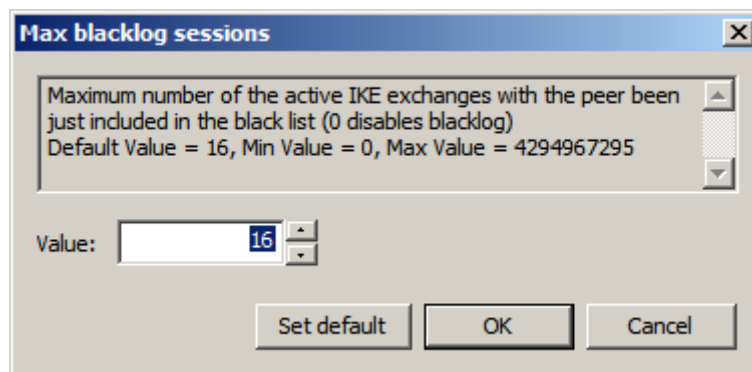 Max blacklog sessions
Maximum number of the active IKE exchanges with the peer been
just included in the black list (0 disables blacklog)
Default Value = 16, Min Value = 0, Max Value = 4294967295
Value: 16
Set default OK Cancel